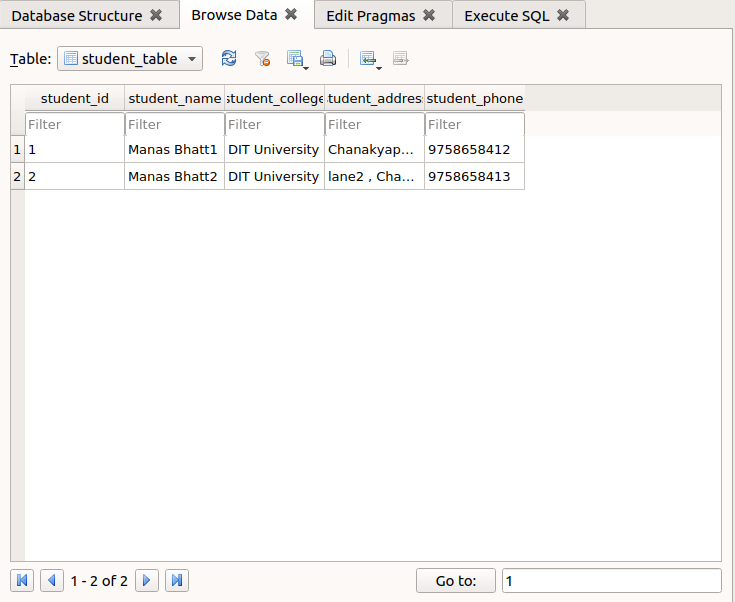 Database Structure Browse Data Edit Pragmas Execute SQL
Table: student_table
student_id student_name student_college student_address student_phone
Filter Filter Filter Filter Filter
1 1 Manas Bhatt1 DIT University Chanakyap... 9758658412
2 2 Manas Bhatt2 DIT University lane2 , Cha... 9758658413
1 - 2 of 2 Go to: 1